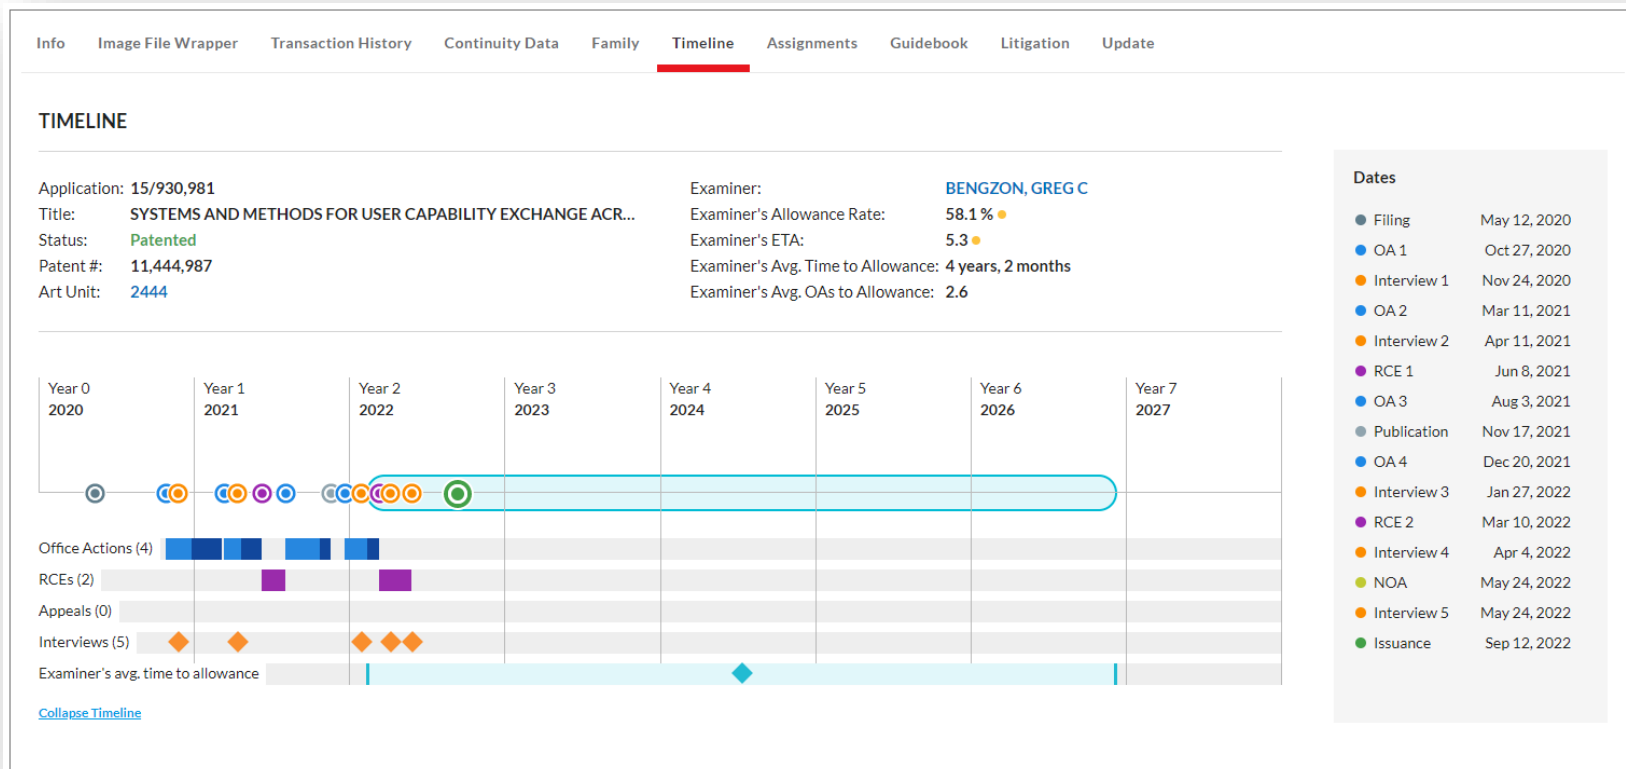 Info Image File Wrapper Transaction History Continuity Data Family Timeline Assignments Guidebook Litigation Update
TIMELINE
Application: 15/930,981
Title: SYSTEMS AND METHODS FOR USER CAPABILITY EXCHANGE ACR...
Status: Patented
Patent #: 11,444,987
Art Unit: 2444
Examiner: BENGZON, GREG C
Examiner's Allowance Rate: 58.1 %
Examiner's ETA: 5.3
Examiner's Avg. Time to Allowance: 4 years, 2 months
Examiner's Avg. OAs to Allowance: 2.6
Year 0 Year 1 Year 2 Year 3 Year 4 Year 5 Year 6 Year 7
2020 2021 2022 2023 2024 2025 2026 2027
Office Actions (4)
RCEs (2)
Appeals (0)
Interviews (5)
Examiner's avg. time to allowance
Collapse Timeline
Dates
Filing May 12, 2020
OA 1 Oct 27, 2020
Interview 1 Nov 24, 2020
OA 2 Mar 11, 2021
Interview 2 Apr 11, 2021
RCE 1 Jun 8, 2021
OA 3 Aug 3, 2021
Publication Nov 17, 2021
OA 4 Dec 20, 2021
Interview 3 Jan 27, 2022
RCE 2 Mar 10, 2022
Interview 4 Apr 4, 2022
NOA May 24, 2022
Interview 5 May 24, 2022
Issuance Sep 12, 2022